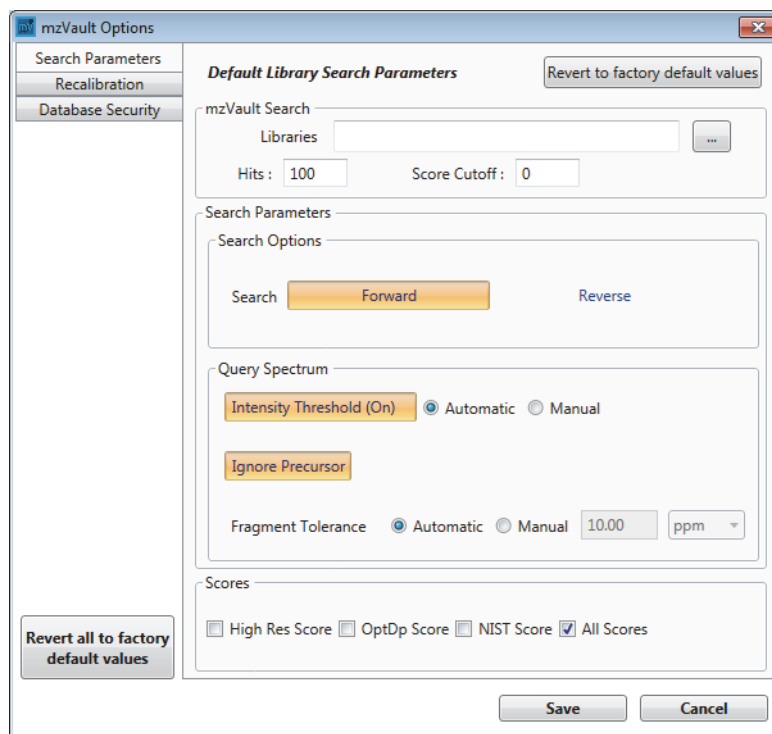 mzVault Options
Search Parameters
Recalibration
Database Security
Default Library Search Parameters
Revert to factory default values
mzVault Search
Libraries
...
Hits : 100 Score Cutoff : 0
Search Parameters
Search Options
Search Forward Reverse
Query Spectrum
Intensity Threshold (On) Automatic Manual
Ignore Precursor
Fragment Tolerance Automatic Manual 10.00 ppm
Scores
High Res Score OptDp Score NIST Score All Scores
Revert all to factory
default values
Save Cancel